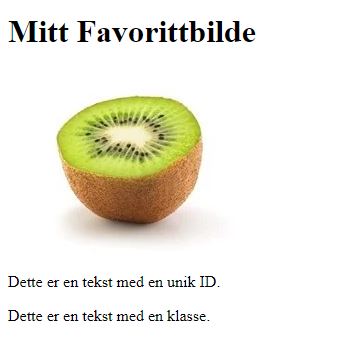 Mitt Favorittbilde
Dette er en tekst med en unik ID.
Dette er en tekst med en klasse.